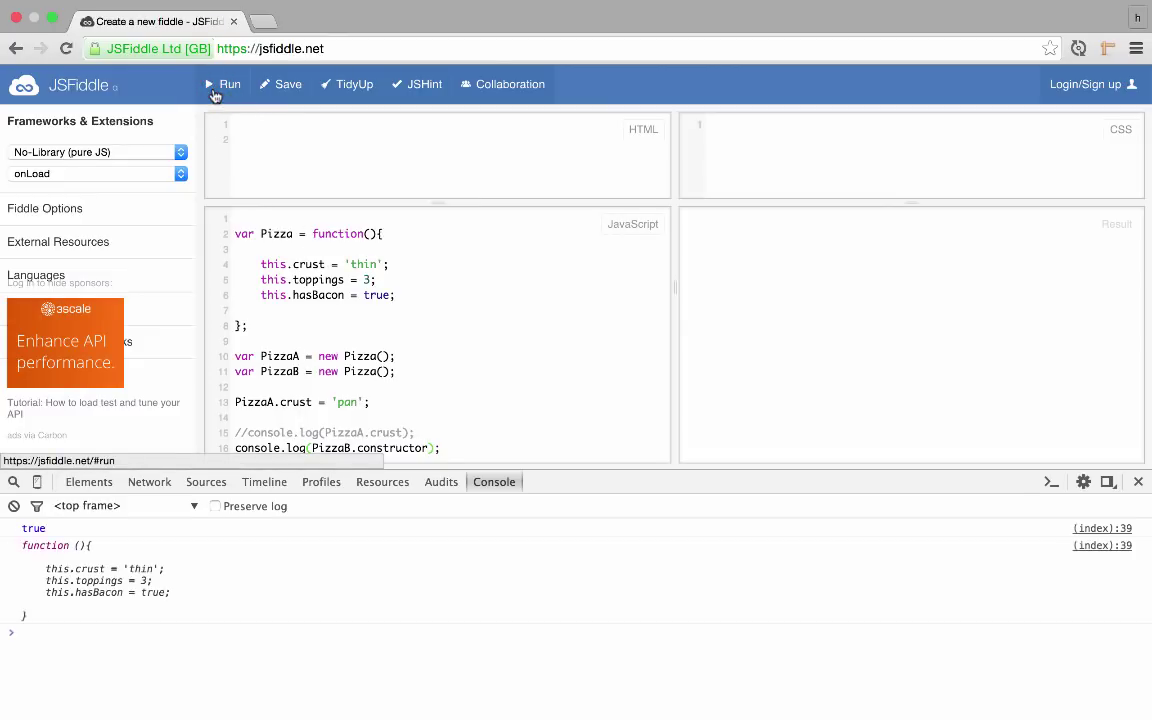 Create a new fiddle - JSFidd
h
JSFiddle Ltd [GB] https://jsfiddle.net
JSFiddle
Run
Save
TidyUp
JSHint
Collaboration
Login/Sign up
Frameworks & Extensions
No-Library (pure JS)
onLoad
Fiddle Options
External Resources
Languages
Log in to hide sponsors:
3scale
Enhance API
performance.
ks
Tutorial: How to load test and tune your
API
ads via Carbon
https://jsfiddle.net/#run
1
2
HTML
1
CSS
JavaScript
1
2 var Pizza = function(){
3
4 this.crust = 'thin';
5 this.toppings = 3;
6 this.hasBacon = true;
7
8 };
9
10 var PizzaA = new Pizza();
11 var PizzaB = new Pizza();
12
13 PizzaA.crust = 'pan';
14
15 //console.log(PizzaA.crust);
16 console.log(PizzaB.constructor);
Result
Elements Network Sources Timeline Profiles Resources Audits Console
<top frame> Preserve log
true (index):39
function (){ (index):39
this.crust = 'thin';
this.toppings = 3;
this.hasBacon = true;
}
>